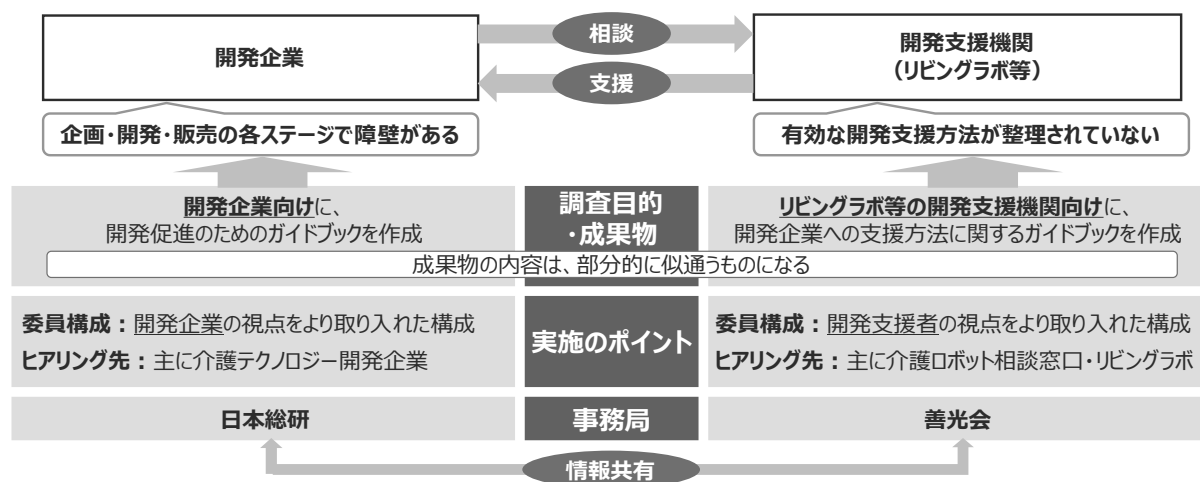 相談
開発企業
開発支援機関
（リビングラボ等）
支援
企画・開発・販売の各ステージで障壁がある
有効な開発支援方法が整理されていない
開発企業向けに、
開発促進のためのガイドブックを作成
調査目的
・成果物
リビングラボ等の開発支援機関向けに、
開発企業への支援方法に関するガイドブックを作成
成果物の内容は、部分的に似通うものになる
委員構成：開発企業の視点をより取り入れた構成
ヒアリング先：主に介護テクノロジー開発企業
実施のポイント
委員構成：開発支援者の視点をより取り入れた構成
ヒアリング先：主に介護ロボット相談窓口・リビングラボ
日本総研
事務局
善光会
情報共有